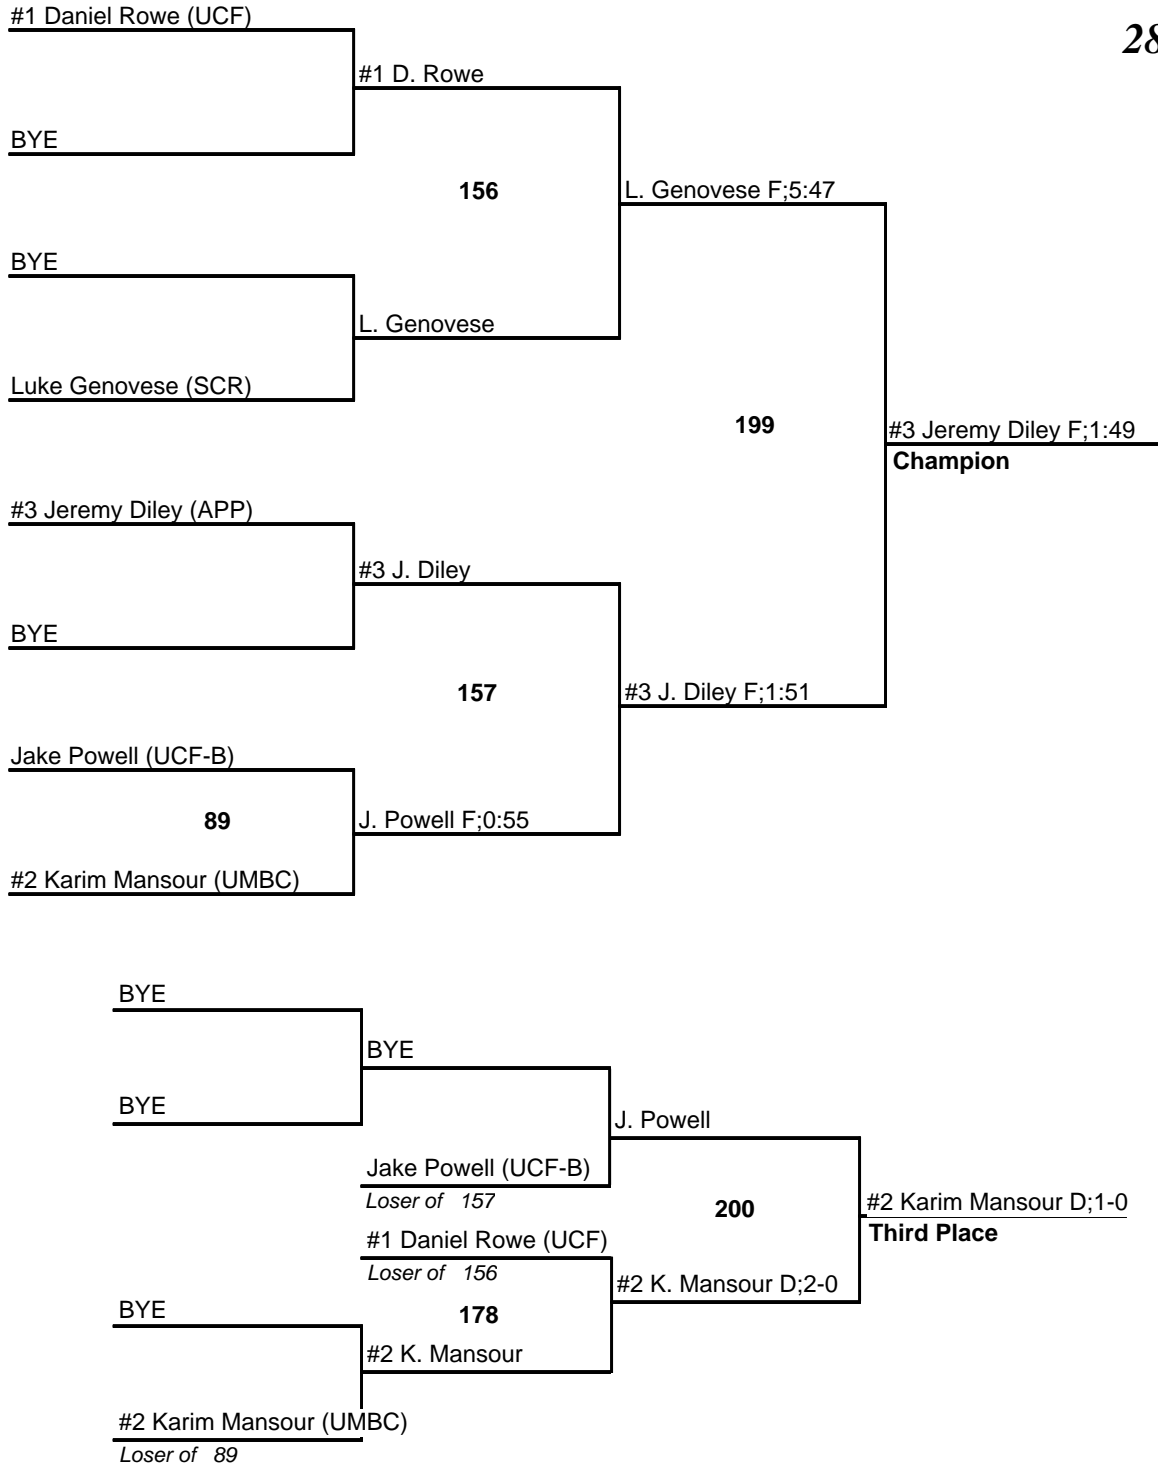 #1 Daniel Rowe (UCF)
28
#1 D. Rowe
BYE
156
L. Genovese F;5:47
BYE
L. Genovese
Luke Genovese (SCR)
199
#3 Jeremy Diley F;1:49
Champion
#3 Jeremy Diley (APP)
#3 J. Diley
BYE
157
#3 J. Diley F;1:51
Jake Powell (UCF-B)
89
J. Powell F;0:55
#2 Karim Mansour (UMBC)
BYE
BYE
BYE
J. Powell
Jake Powell (UCF-B)
Loser of 157
200
#2 Karim Mansour D;1-0
Third Place
#1 Daniel Rowe (UCF)
Loser of 156
#2 K. Mansour D;2-0
BYE
178
#2 K. Mansour
#2 Karim Mansour (UMBC)
Loser of 89